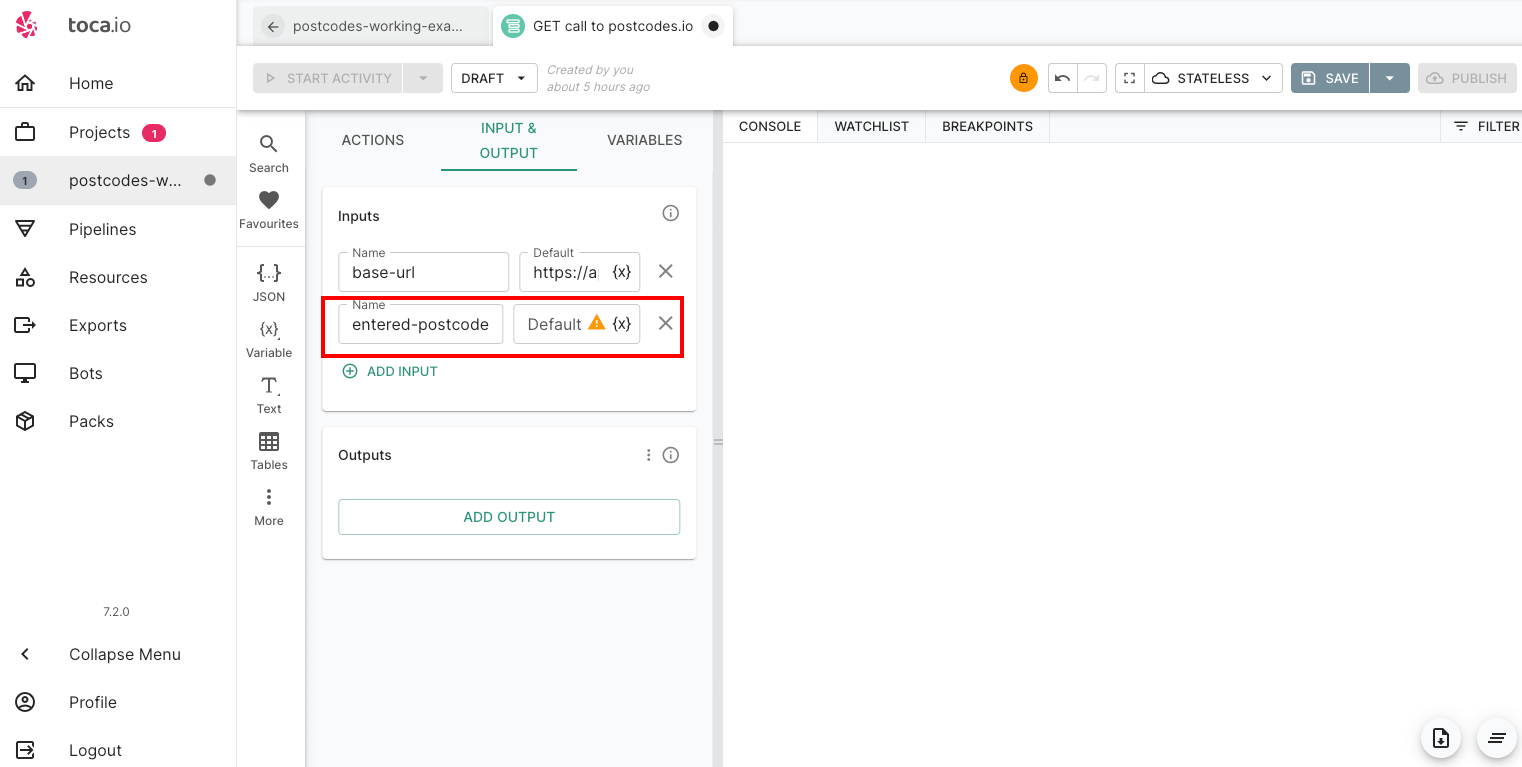 toca.io
Home
Projects 1
1 postcodes-w...
Pipelines
Resources
Exports
Bots
Packs
7.2.0
Collapse Menu
Profile
Logout
postcodes-working-exa...
GET call to postcodes.io
START ACTIVITY
DRAFT
Created by you
about 5 hours ago
STATELESS
SAVE
PUBLISH
Search
Favourites
{...}
JSON
{x}
Variable
T
Text
Tables
More
ACTIONS
INPUT &
OUTPUT
VARIABLES
Inputs
Name
base-url
Default
https://a
{x}
Name
entered-postcode
Default
{x}
ADD INPUT
Outputs
ADD OUTPUT
CONSOLE
WATCHLIST
BREAKPOINTS
FILTER